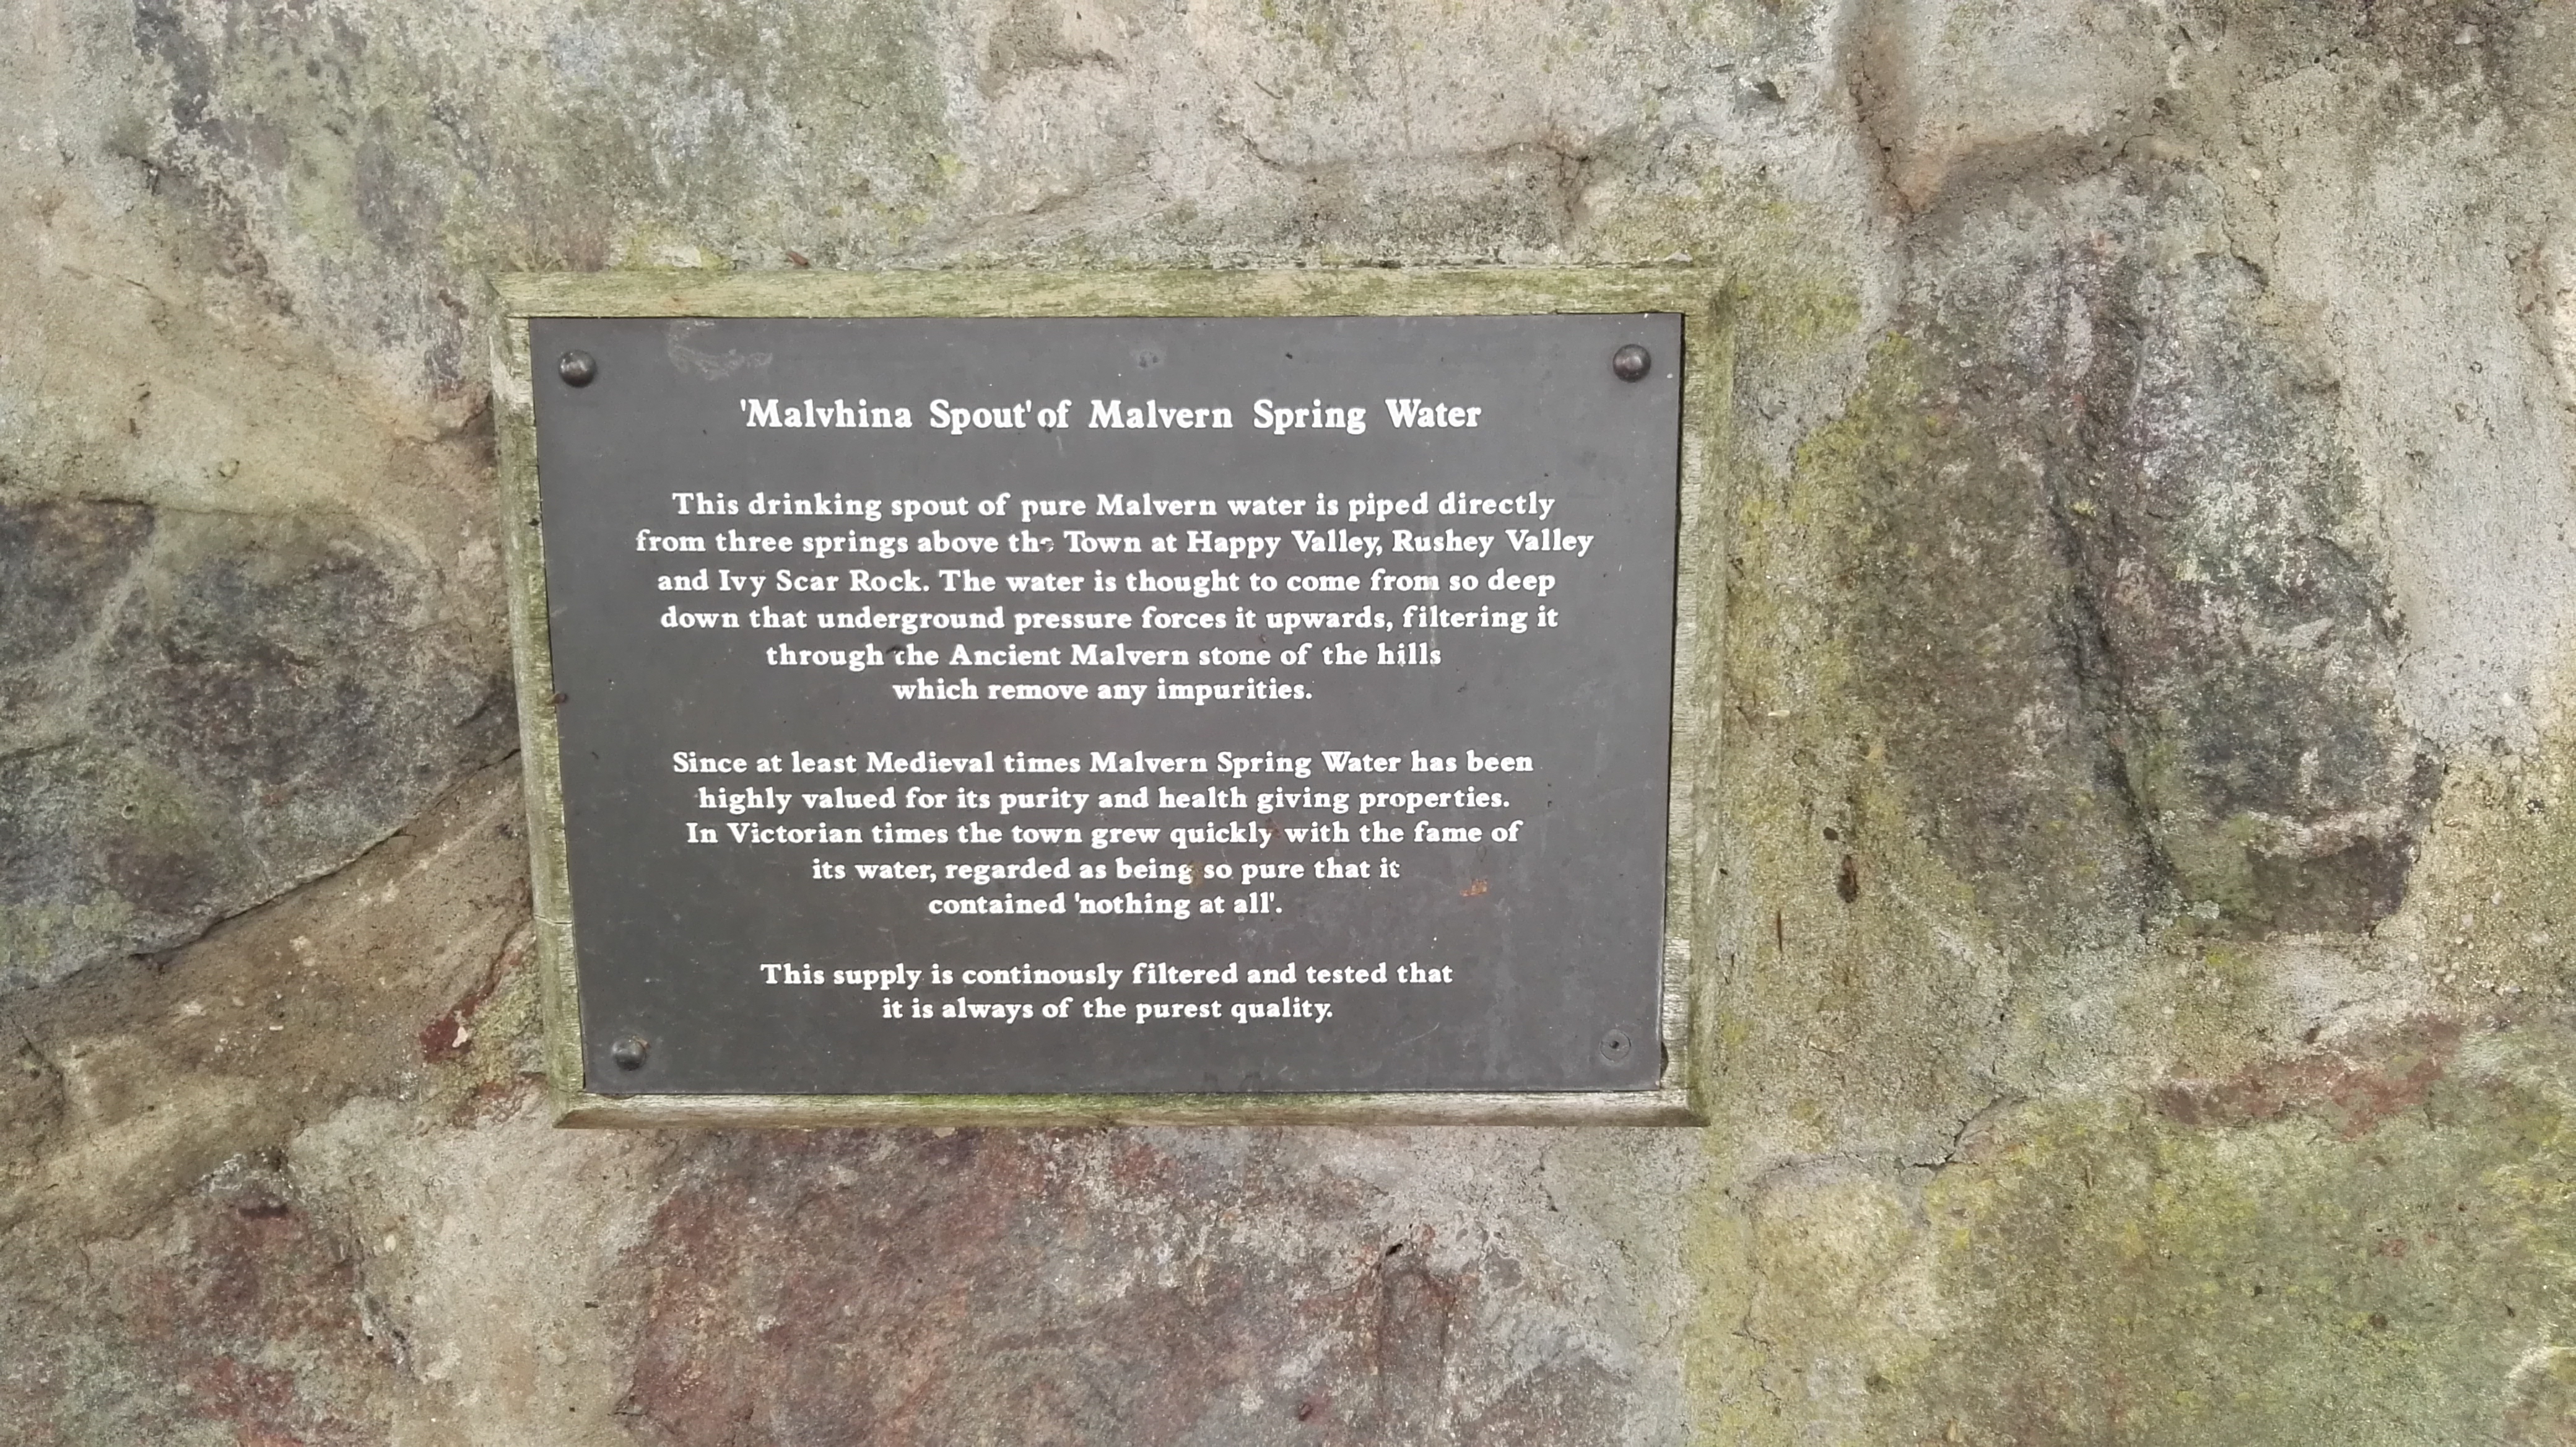 'Malvhina Spout' of Malvern Spring Water
This drinking spout of pure Malvern water is piped directly
from three springs above the Town at Happy Valley, Rushey Valley
and Ivy Scar Rock. The water is thought to come from so deep
down that underground pressure forces it upwards, filtering it
through the Ancient Malvern stone of the hills
which remove any impurities.
Since at least Medieval times Malvern Spring Water has been
highly valued for its purity and health giving properties.
In Victorian times the town grew quickly with the fame of
its water, regarded as being so pure that it
contained 'nothing at all'.
This supply is continously filtered and tested that
it is always of the purest quality.